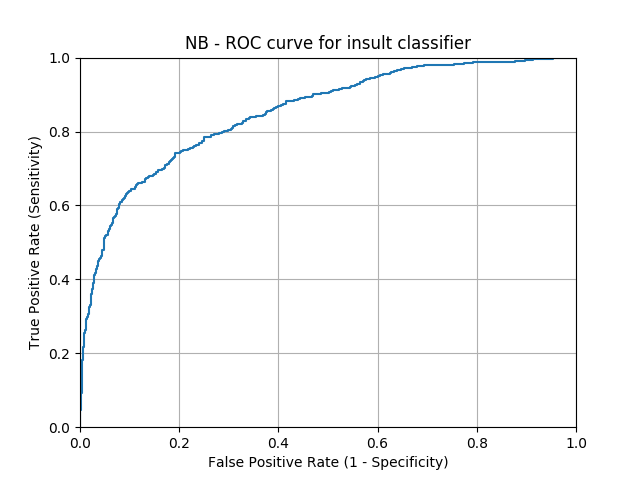 NB - ROC curve for insult classifier
True Positive Rate (Sensitivity)
1.0
0.8
0.6
0.4
0.2
0.0
0.0 0.2 0.4 0.6 0.8 1.0
False Positive Rate (1 - Specificity)